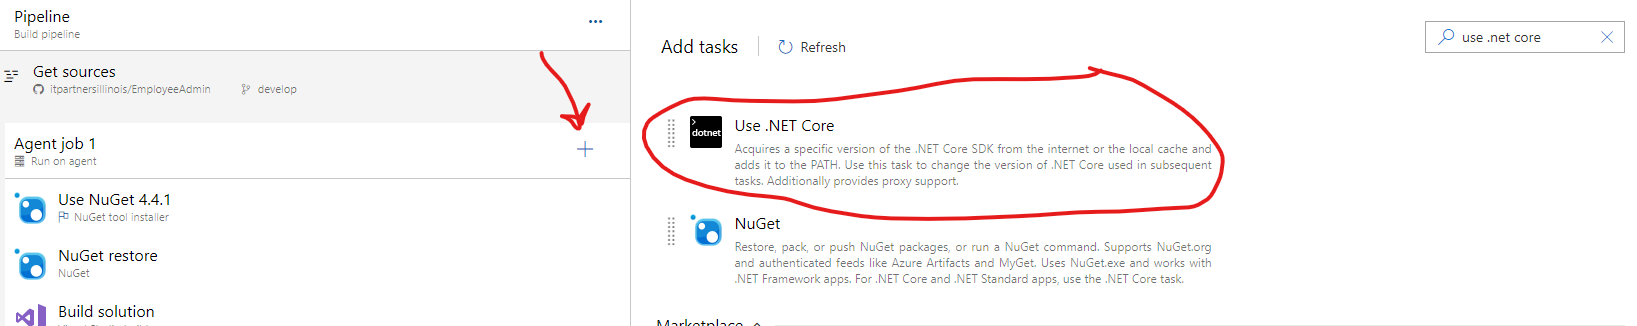 Pipeline
...
Build pipeline
Get sources
itpartnersillinois/EmployeeAdmin develop
Agent job 1
Run on agent
Use NuGet 4.4.1
NuGet tool installer
NuGet restore
NuGet
Build solution
Add tasks
Refresh
use .net core
dotnet
Use .NET Core
Acquires a specific version of the .NET Core SDK from the internet or the local cache and
adds it to the PATH. Use this task to change the version of .NET Core used in subsequent
tasks. Additionally provides proxy support.
NuGet
Restore, pack, or push NuGet packages, or run a NuGet command. Supports NuGet.org
and authenticated feeds like Azure Artifacts and MyGet. Uses NuGet.exe and works with
.NET Framework apps. For .NET Core and .NET Standard apps, use the .NET Core task.
Marketplace